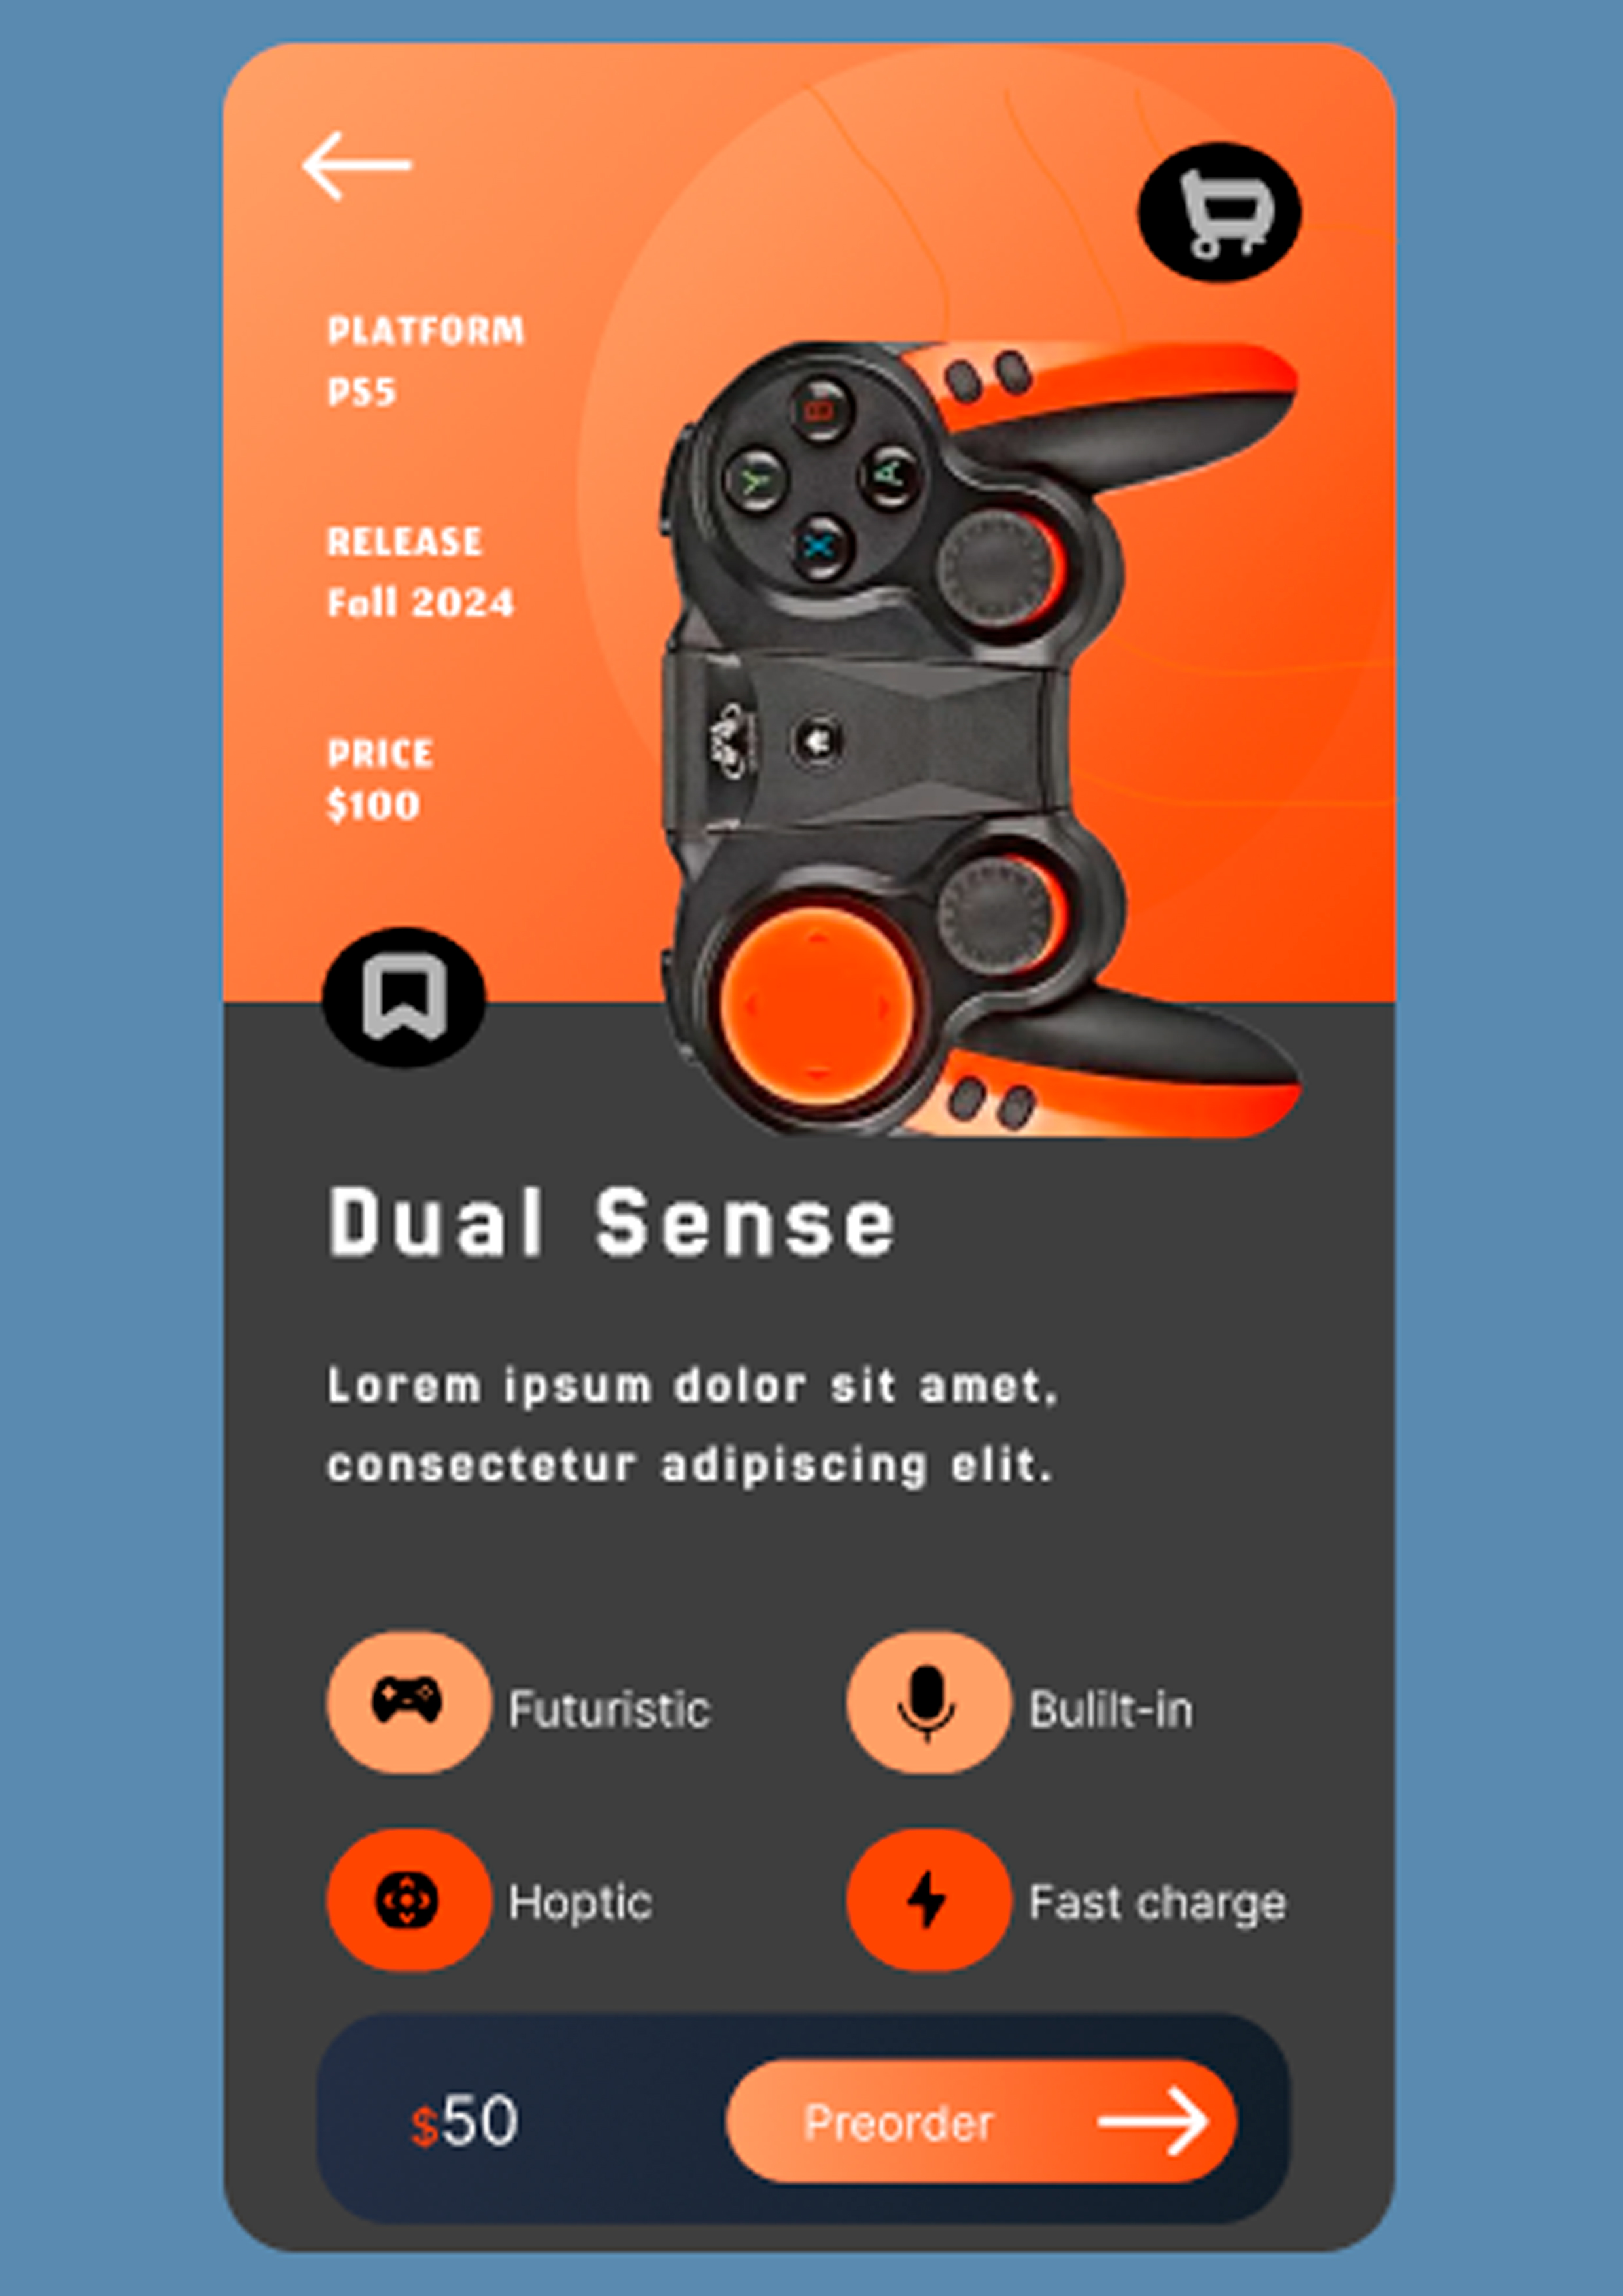 PLATFORM
PS5
RELEASE
Fall 2024
PRICE
$100
Y
A
X
Dual Sense
Lorem ipsum dolor sit amet,
consectetur adipiscing elit.
Futuristic
Bulilt-in
Hoptic
Fast charge
$50
Preorder